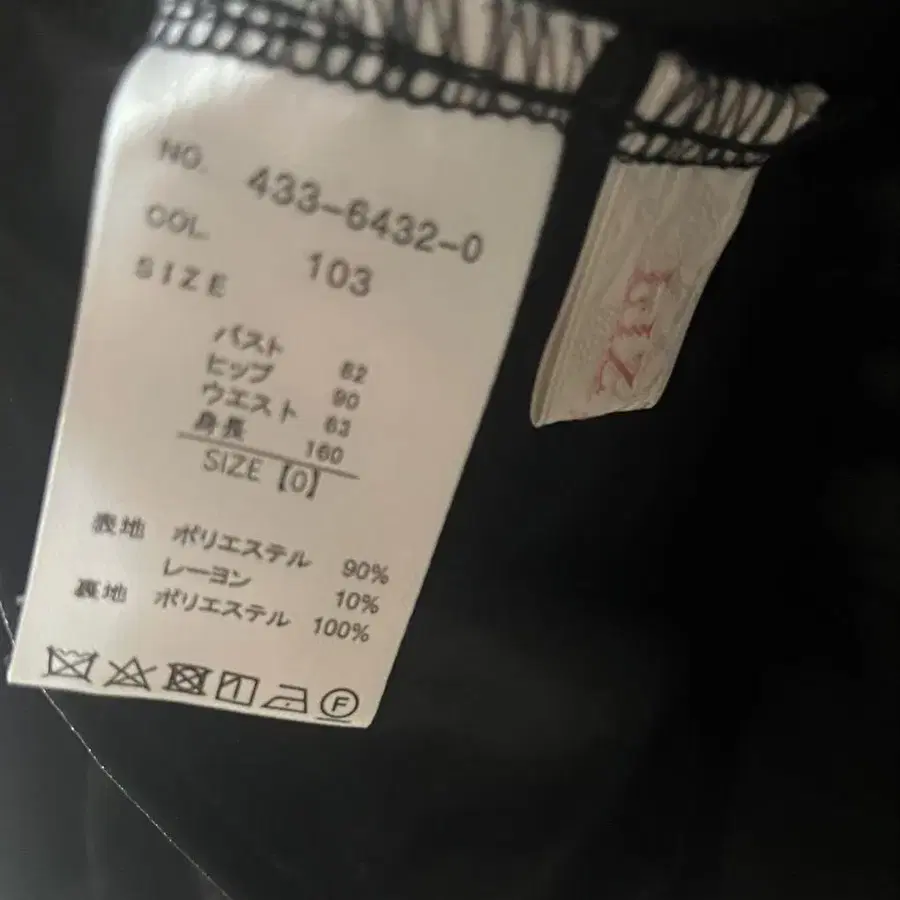 NO. 433-6432-0
COL. 103
SIZE
バスト 82
ヒップ 90
ウエスト 63
身長 160
SIZE【0】
表地 ポリエステル 90%
レーヨン 10%
裏地 ポリエステル 100%
F
LIZ